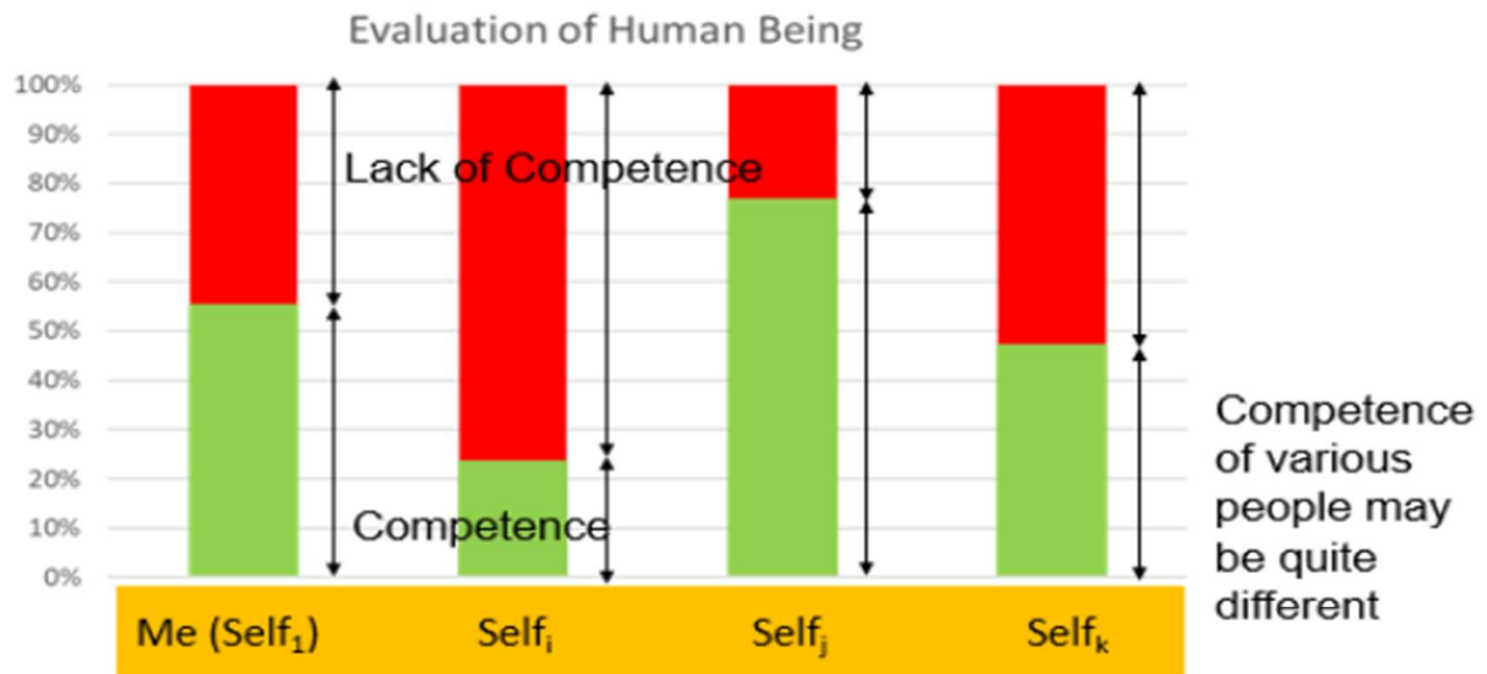 Evaluation of Human Being
100%
90%
80%
70%
60%
50%
40%
30%
20%
10%
0%
Lack of Competence
Competence
Me (Self₁)
Selfᵢ
Selfⱼ
Selfₖ
Competence
of various
people may
be quite
different